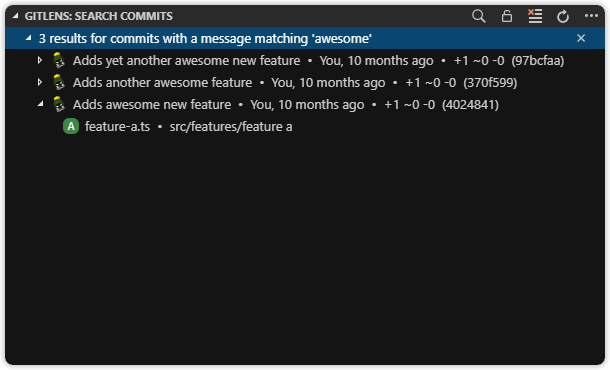 GITLENS: SEARCH COMMITS
3 results for commits with a message matching 'awesome'
Adds yet another awesome new feature • You, 10 months ago • +1 ~0 -0 (97bcfaa)
Adds another awesome feature • You, 10 months ago • +1 ~0 -0 (370f599)
Adds awesome new feature • You, 10 months ago • +1 ~0 -0 (4024841)
A feature-a.ts • src/features/feature a